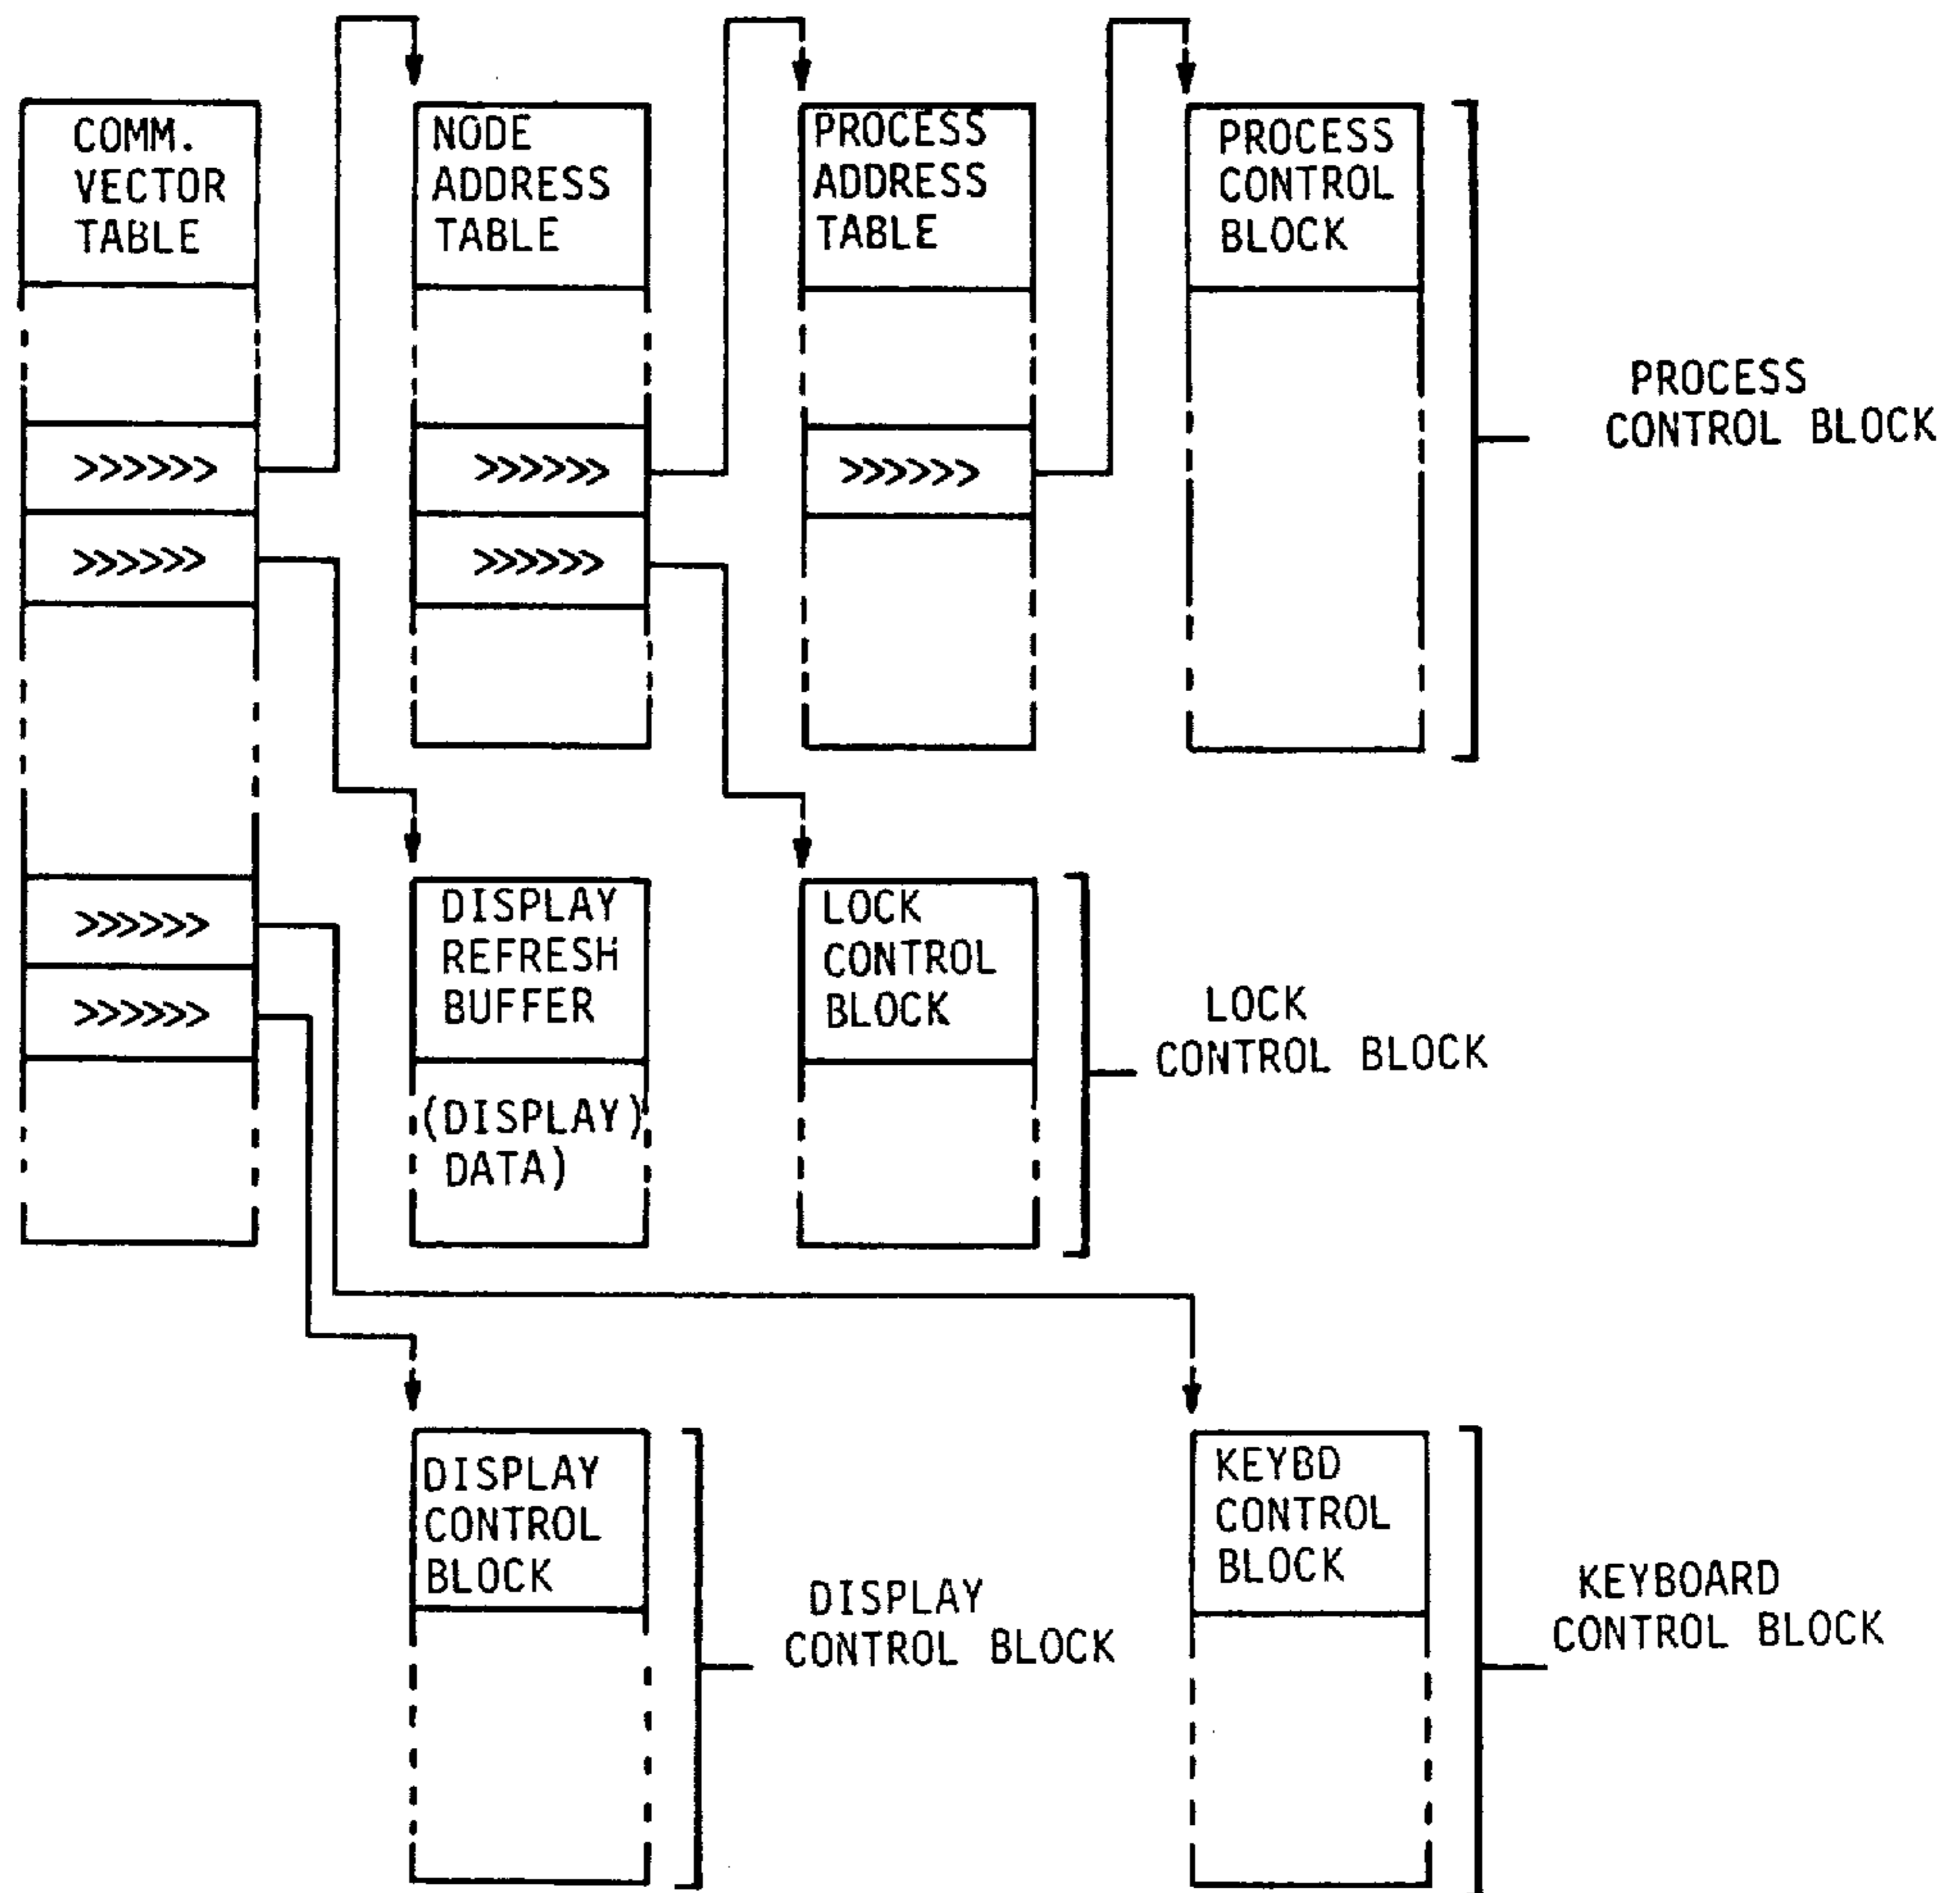 COMM.
VECTOR
TABLE
NODE
ADDRESS
TABLE
PROCESS
ADDRESS
TABLE
PROCESS
CONTROL
BLOCK
PROCESS
CONTROL BLOCK
>>>>>>
>>>>>>
>>>>>>
>>>>>>
>>>>>>
>>>>>>
>>>>>>
DISPLAY
REFRESH
BUFFER
(DISPLAY)
DATA)
LOCK
CONTROL
BLOCK
LOCK
CONTROL BLOCK
DISPLAY
CONTROL
BLOCK
DISPLAY
CONTROL BLOCK
KEYBD
CONTROL
BLOCK
KEYBOARD
CONTROL BLOCK